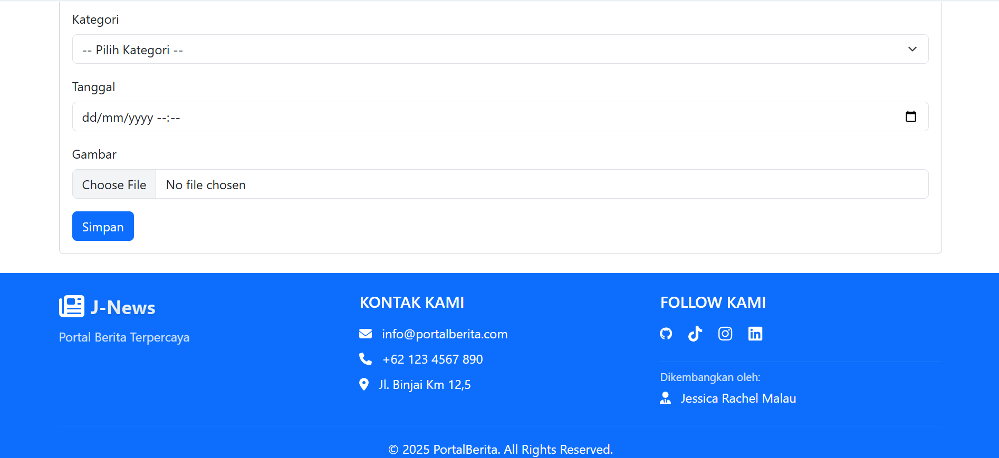 Kategori
-- Pilih Kategori --
Tanggal
dd/mm/yyyy --:--
Gambar
Choose File No file chosen
Simpan
J-News
Portal Berita Terpercaya
KONTAK KAMI
info@portalberita.com
+62 123 4567 890
Jl. Binjai Km 12,5
FOLLOW KAMI
Dikembangkan oleh:
Jessica Rachel Malau
© 2025 PortalBerita. All Rights Reserved.